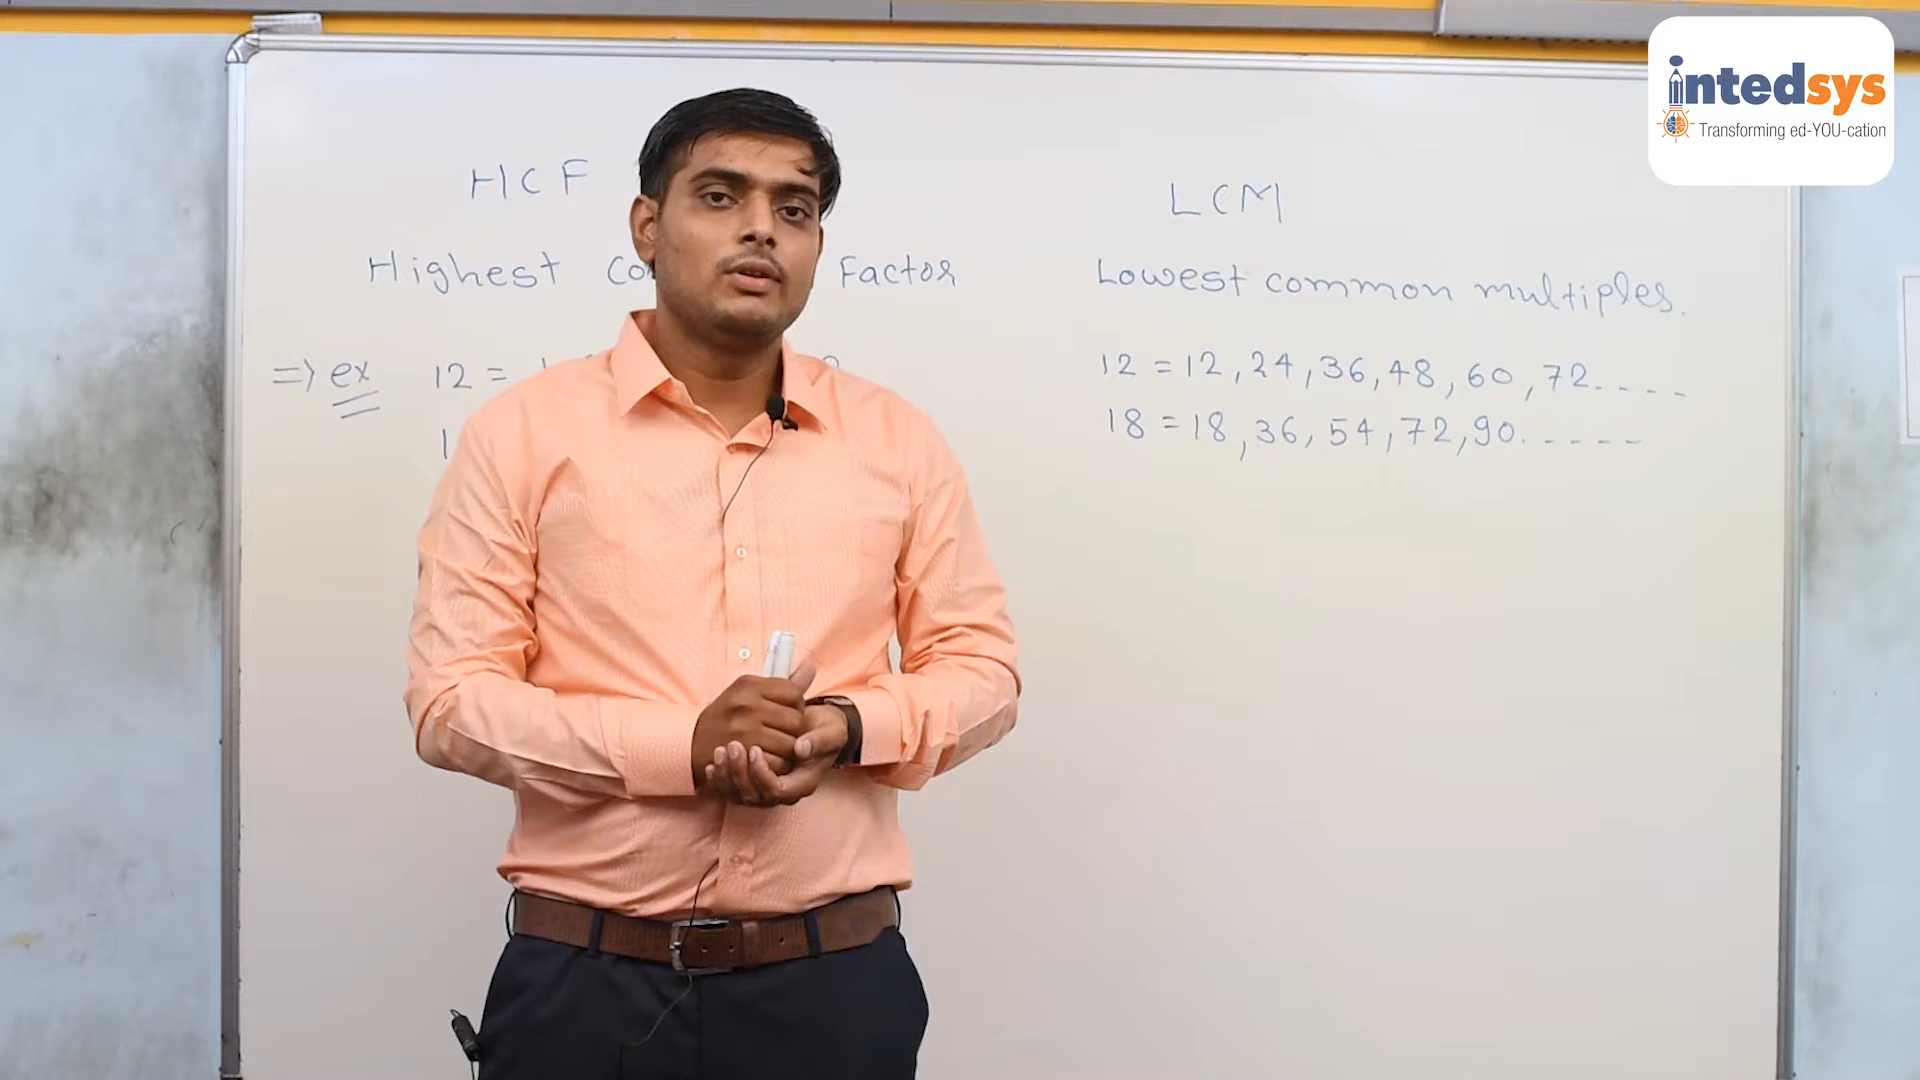 intedsys
Transforming ed-YOU-cation
HCF
Highest Factor
=> ex 12 =
LCM
Lowest common multiples.
12 = 12, 24, 36, 48, 60, 72. - - -
18 = 18, 36, 54, 72, 90. - - - -